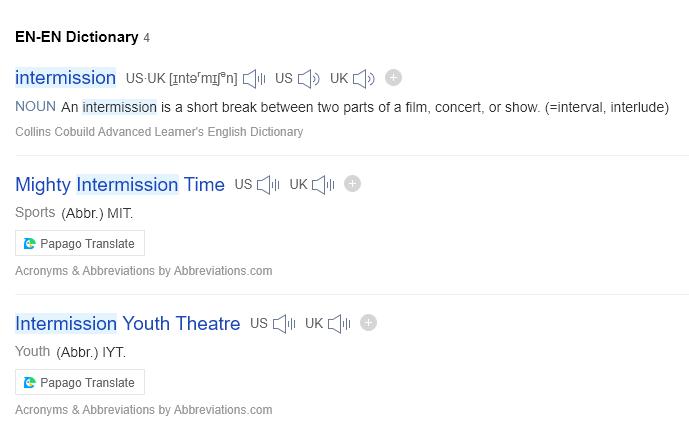 EN-EN Dictionary 4
intermission US·UK [ɪntəʳmɪʃᵊn] US UK
NOUN An intermission is a short break between two parts of a film, concert, or show. (=interval, interlude)
Collins Cobuild Advanced Learner's English Dictionary
Mighty Intermission Time US UK
Sports (Abbr.) MIT.
Papago Translate
Acronyms & Abbreviations by Abbreviations.com
Intermission Youth Theatre US UK
Youth (Abbr.) IYT.
Papago Translate
Acronyms & Abbreviations by Abbreviations.com